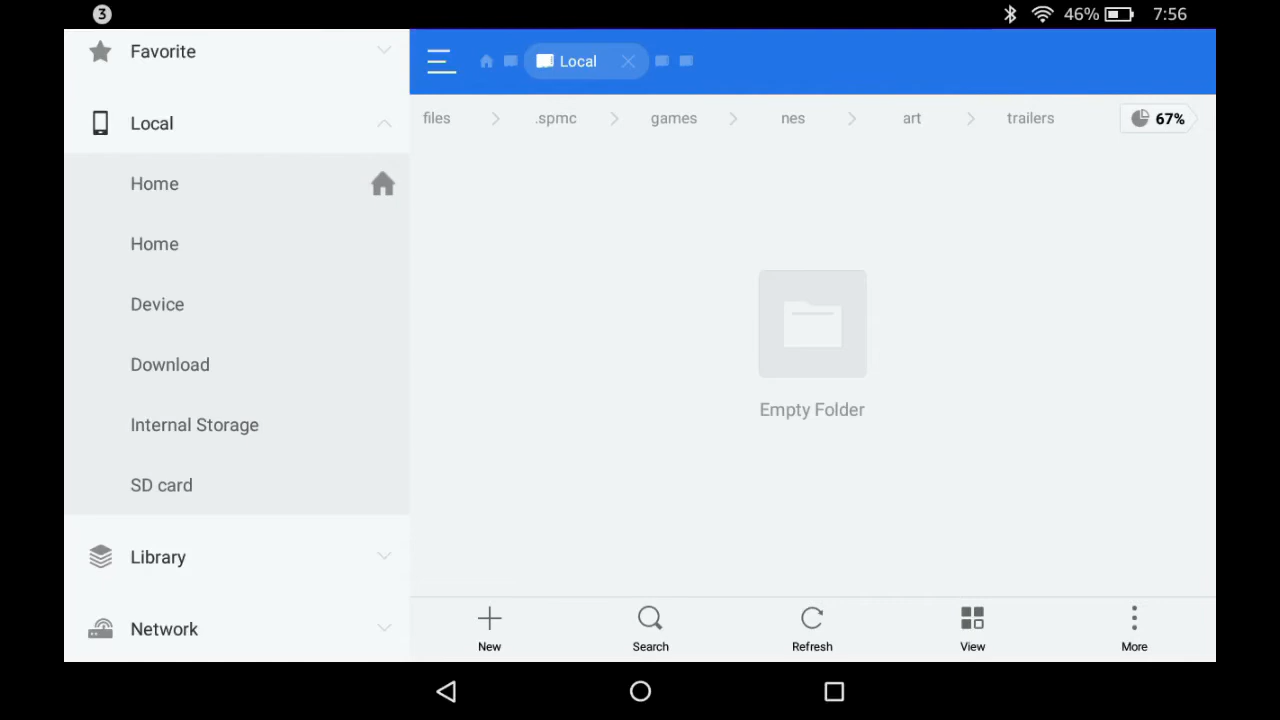 3
46%
7:56
Favorite
Local
Home
Home
Device
Download
Internal Storage
SD card
Library
Network
Local
files
.spmc
games
nes
art
trailers
67%
Empty Folder
New
Search
Refresh
View
More